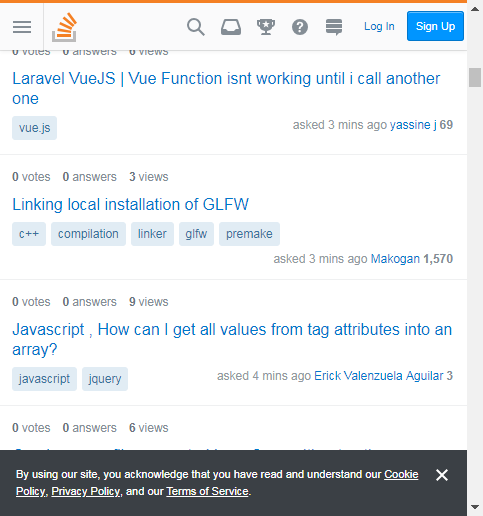 Log In Sign Up
0 votes 0 answers 6 views
Laravel VueJS | Vue Function isnt working until i call another
one
vue.js
asked 3 mins ago yassine j 69
0 votes 0 answers 3 views
Linking local installation of GLFW
c++ compilation linker glfw premake
asked 3 mins ago Makogan 1,570
0 votes 0 answers 9 views
Javascript , How can I get all values from tag attributes into an
array?
javascript jquery
asked 4 mins ago Erick Valenzuela Aguilar 3
0 votes 0 answers 6 views
By using our site, you acknowledge that you have read and understand our Cookie
Policy, Privacy Policy, and our Terms of Service.